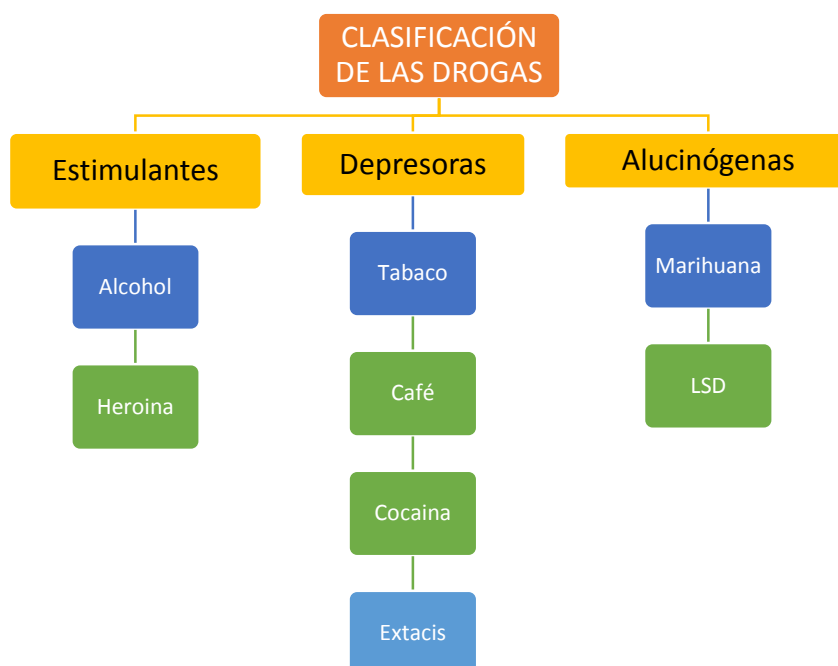 CLASIFICACIÓN
DE LAS DROGAS
Estimulantes
Depresoras
Alucinógenas
Alcohol
Tabaco
Marihuana
Heroina
Café
LSD
Cocaina
Extacis